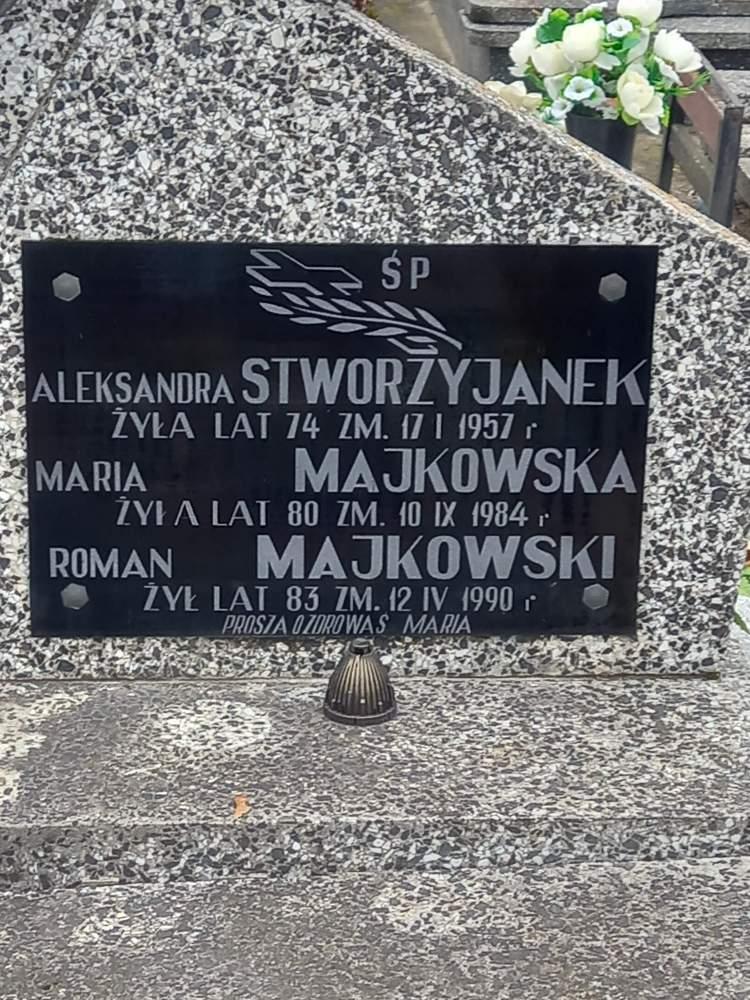 ŚP
ALEKSANDRA STWORZYJANEK
ŻYŁA LAT 74 ZM. 17 I 1957 r
MARIA MAJKOWSKA
ŻYŁA LAT 80 ZM. 10 IX 1984 r
ROMAN MAJKOWSKI
ŻYŁ LAT 83 ZM. 12 IV 1990 r
PROSZĄ O ZDROWAŚ MARIA